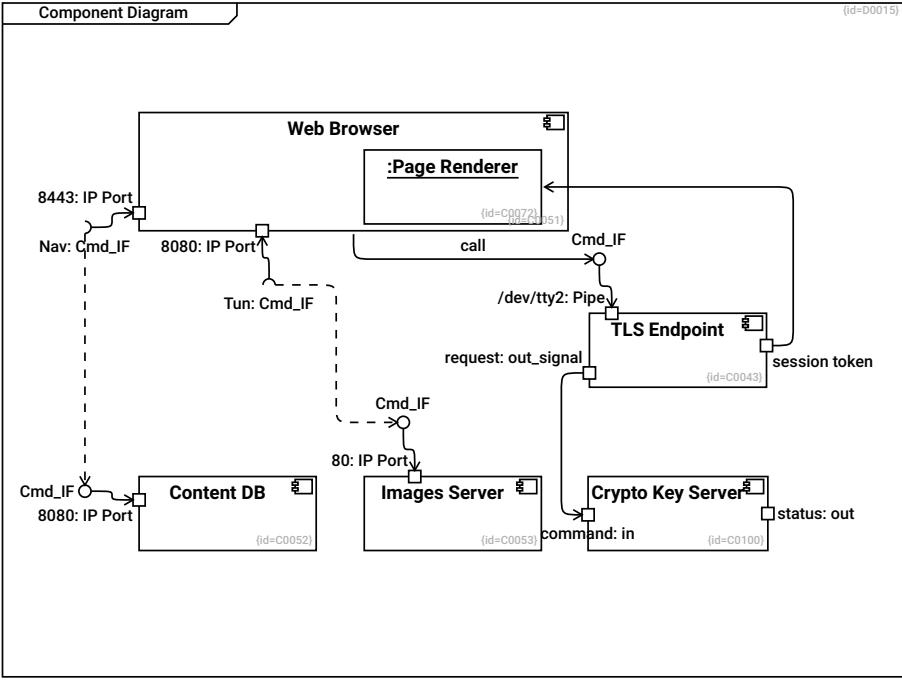 Component Diagram
{id=D0015}
Web Browser
:Page Renderer
{id=C0072}
{id=C0051}
8443: IP Port
Nav: Cmd_IF
8080: IP Port
call
Cmd_IF
Tun: Cmd_IF
/dev/tty2: Pipe
TLS Endpoint
request: out_signal
session token
{id=C0043}
Cmd_IF
80: IP Port
Cmd_IF
8080: IP Port
Content DB
{id=C0052}
Images Server
{id=C0053}
Crypto Key Server
command: in
status: out
{id=C0100}